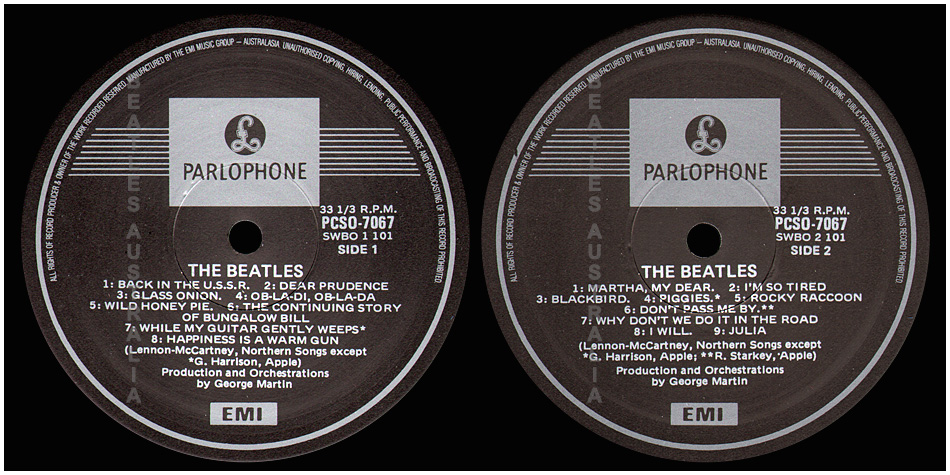 ALL RIGHTS OF THE RECORD PRODUCER & OWNER OF THE WORK RECORDED RESERVED. MANUFACTURED BY THE EMI MUSIC GROUP – AUSTRALASIA UNAUTHORISED COPYING, HIRING, LENDING, PUBLIC PERFORMANCE AND BROADCASTING OF THIS RECORD PROHIBITED
BEATLES AUSTRALIA
£
PARLOPHONE
33 1/3 R.P.M.
PCSO-7067
SWBO 1 101
SIDE 1
THE BEATLES
1: BACK IN THE U.S.S.R. 2: DEAR PRUDENCE
3: GLASS ONION. 4: OB-LA-DI, OB-LA-DA
5: WILD HONEY PIE. 6: THE CONTINUING STORY
OF BUNGALOW BILL
7: WHILE MY GUITAR GENTLY WEEPS*
8: HAPPINESS IS A WARM GUN
(Lennon-McCartney, Northern Songs except
*G. Harrison, Apple)
Production and Orchestrations
by George Martin
EMI
ALL RIGHTS OF THE RECORD PRODUCER & OWNER OF THE WORK RECORDED RESERVED. MANUFACTURED BY THE EMI MUSIC GROUP – AUSTRALASIA UNAUTHORISED COPYING, HIRING, LENDING, PUBLIC PERFORMANCE AND BROADCASTING OF THIS RECORD PROHIBITED
BEATLES AUSTRALIA
£
PARLOPHONE
33 1/3 R.P.M.
PCSO-7067
SWBO 2 101
SIDE 2
THE BEATLES
1: MARTHA, MY DEAR. 2: I'M SO TIRED
3: BLACKBIRD. 4: PIGGIES.* 5: ROCKY RACCOON
6: DON'T PASS ME BY.**
7: WHY DON'T WE DO IT IN THE ROAD
8: I WILL. 9: JULIA
(Lennon-McCartney, Northern Songs except
*G. Harrison, Apple; **R. Starkey, Apple)
Production and Orchestrations
by George Martin
EMI